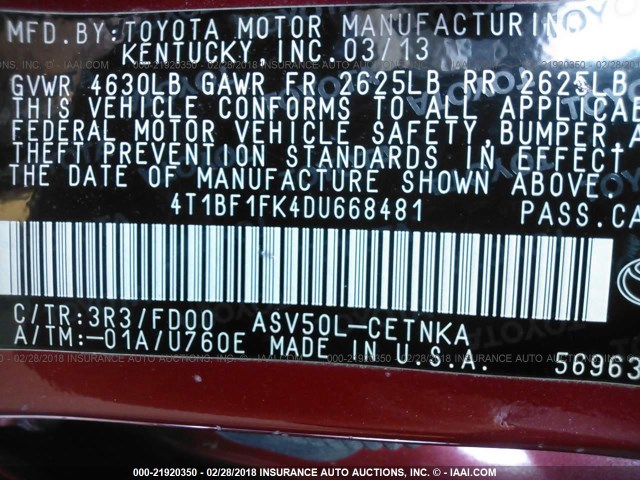 MFD. BY: TOYOTA MOTOR MANUFACTURING
KENTUCKY, INC. 03/13
GVWR 4630LB GAWR FR 2625LB RR 2625LB
THIS VEHICLE CONFORMS TO ALL APPLICAB
FEDERAL MOTOR VEHICLE SAFETY, BUMPER, A
THEFT PREVENTION STANDARDS IN EFFECT
THE DATE OF MANUFACTURE SHOWN ABOVE.
4T1BF1FK4DU668481 PASS.CA
C/TR:3R3/FD00 ASV50L-CETNKA
A/TM:-01A/U760E MADE IN U.S.A. 56963
000-21920350 - 02/28/2018 INSURANCE AUTO AUCTIONS, INC. - © IAAI.COM